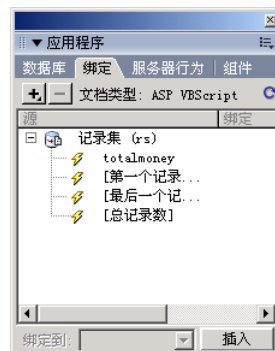 应用程序
数据库 绑定 服务器行为 组件
文档类型: ASP VBScript
源 绑定
记录集 (rs)
totalmoney
[第一个记录...
[最后一个记...
[总记录数]
绑定到: 插入